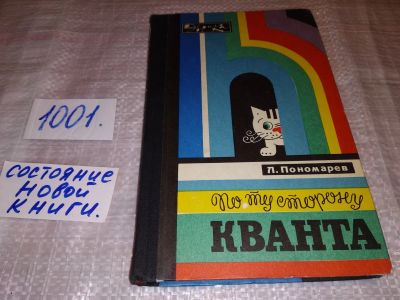 1001.
состояние
новой
книги.
Л. Пономарев
По ту сторону
КВАНТА